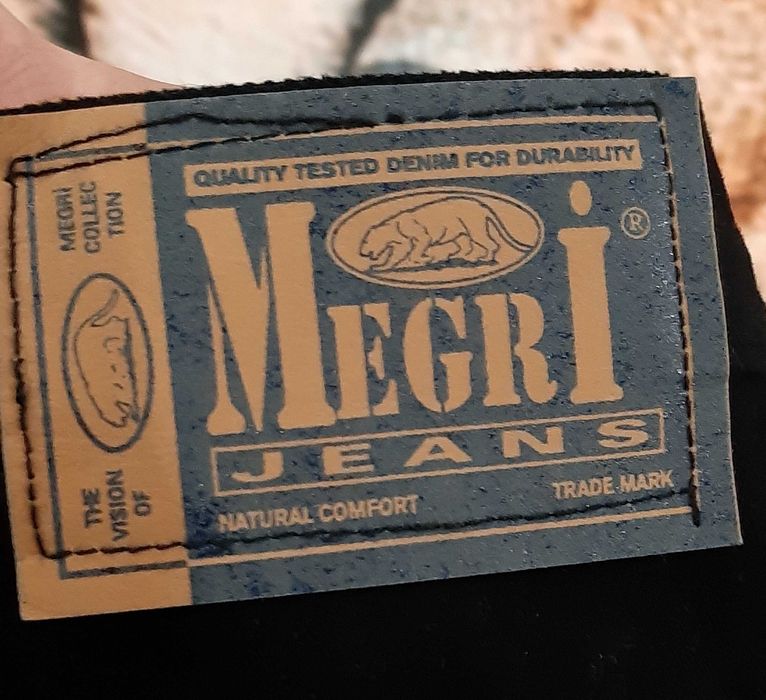 QUALITY TESTED DENIM FOR DURABILITY
MEGRİ®
JEANS
NATURAL COMFORT
TRADE MARK
THE
VISION
OF
MEGRİ
COLLEC
TION